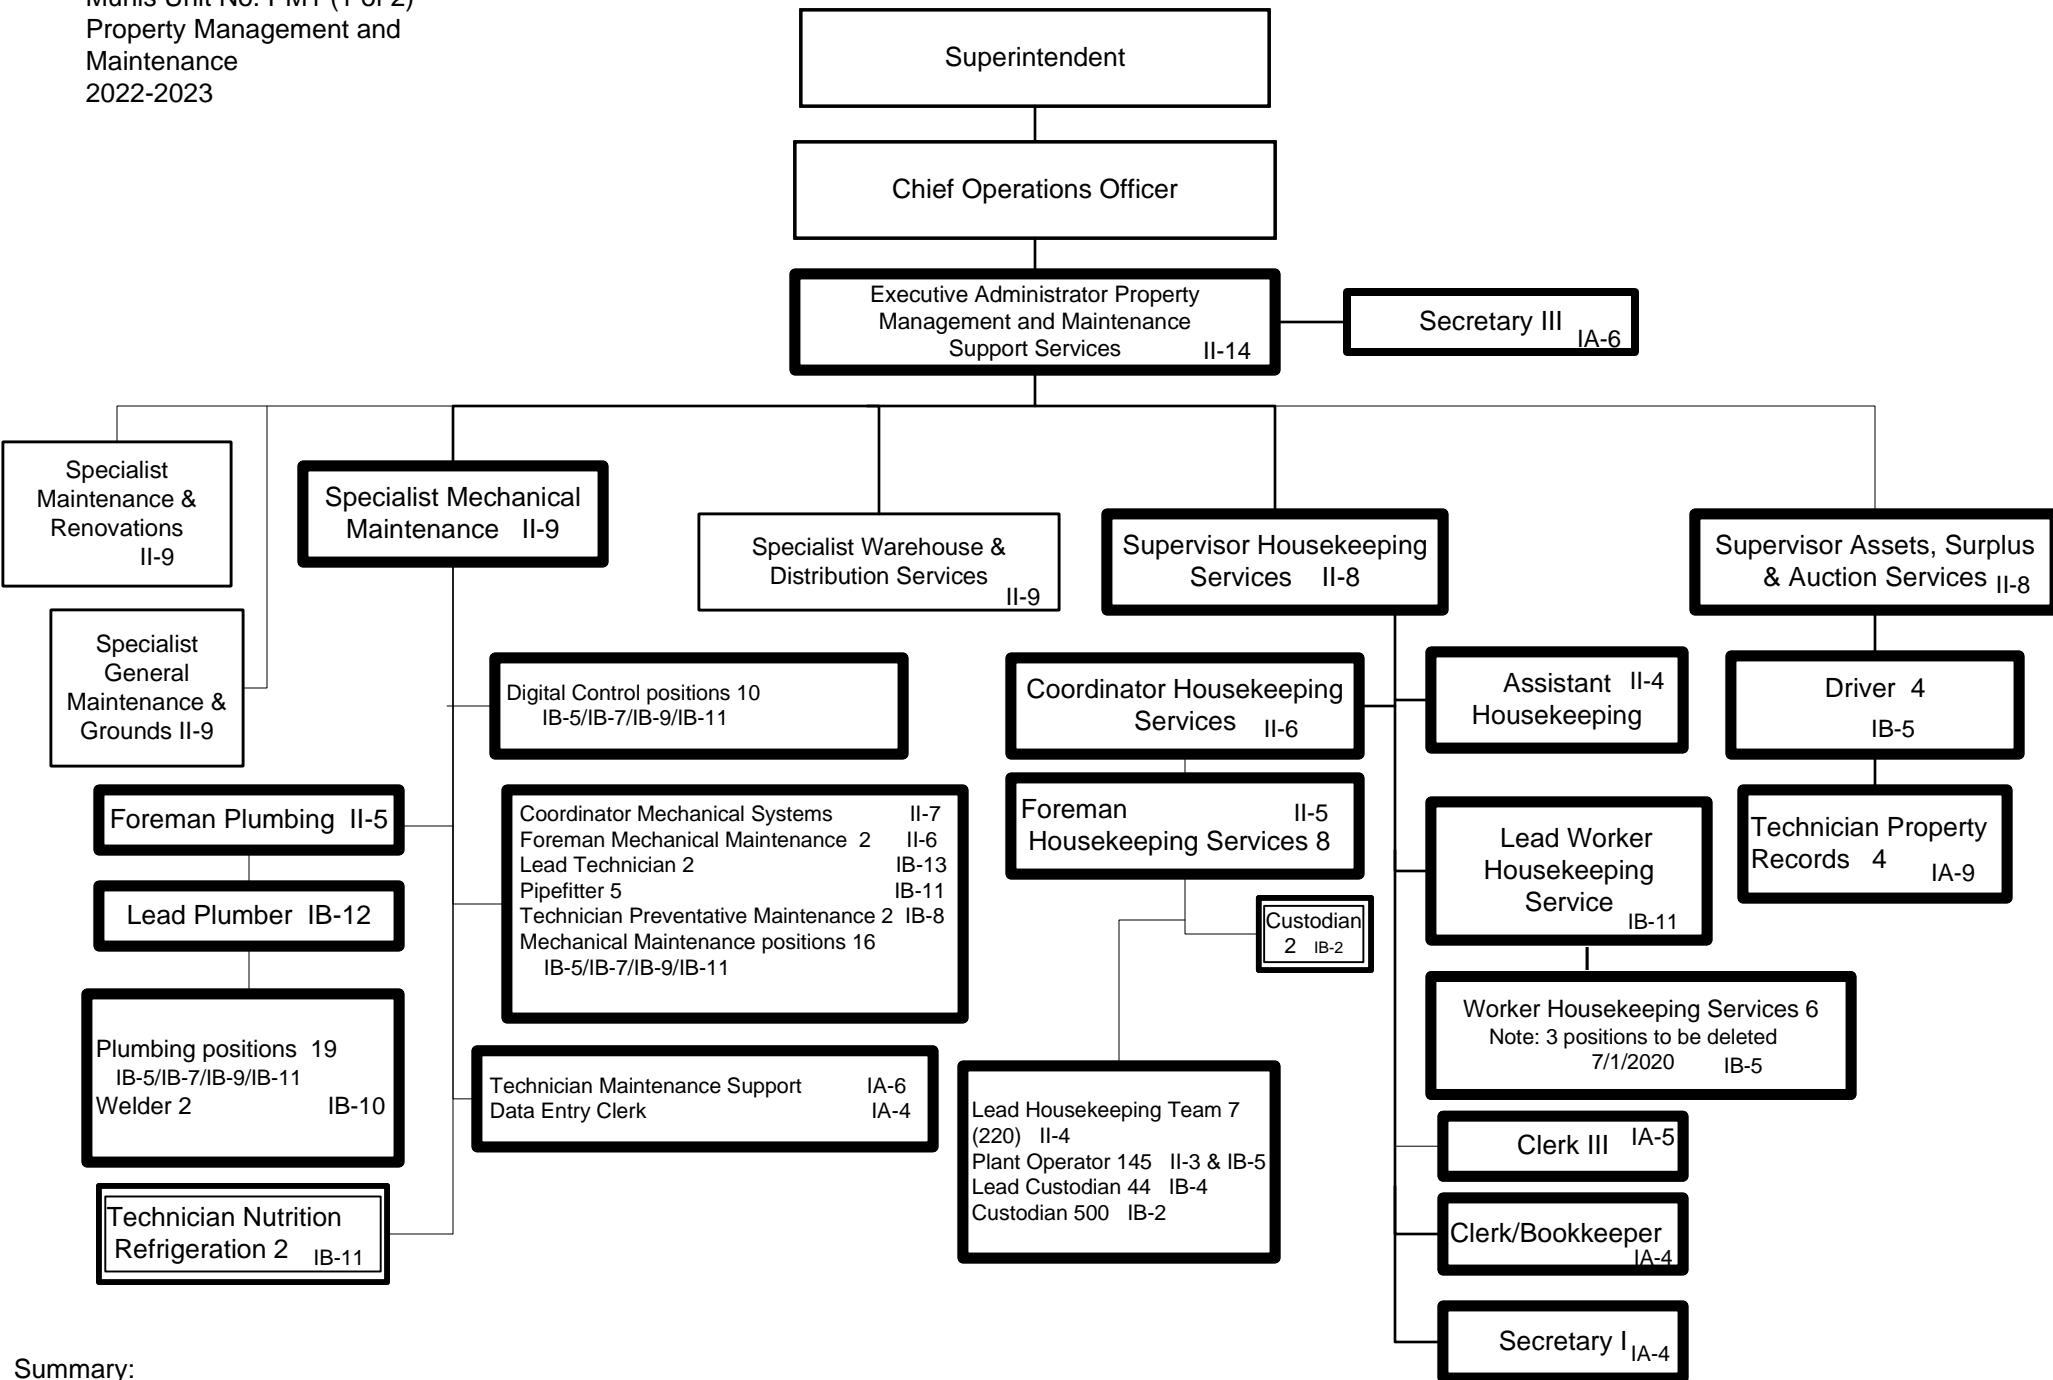 Munis Unit No. PM1 (1 of 2)
Property Management and
Maintenance
2022-2023
Superintendent
Chief Operations Officer
Executive Administrator Property
Management and Maintenance
Support Services II-14
Secretary III IA-6
Specialist
Maintenance &
Renovations
II-9
Specialist Mechanical
Maintenance II-9
Specialist Warehouse &
Distribution Services
II-9
Supervisor Housekeeping
Services II-8
Supervisor Assets, Surplus
& Auction Services II-8
Specialist
General
Maintenance &
Grounds II-9
Digital Control positions 10
IB-5/IB-7/IB-9/IB-11
Coordinator Housekeeping
Services II-6
Assistant II-4
Housekeeping
Driver 4
IB-5
Foreman Plumbing II-5
Coordinator Mechanical Systems II-7
Foreman Mechanical Maintenance 2 II-6
Lead Technician 2 IB-13
Pipefitter 5 IB-11
Technician Preventative Maintenance 2 IB-8
Mechanical Maintenance positions 16
IB-5/IB-7/IB-9/IB-11
Foreman II-5
Housekeeping Services 8
Lead Worker
Housekeeping
Service
IB-11
Technician Property
Records 4 IA-9
Lead Plumber IB-12
Custodian
2 IB-2
Plumbing positions 19
IB-5/IB-7/IB-9/IB-11
Welder 2 IB-10
Worker Housekeeping Services 6
Note: 3 positions to be deleted
7/1/2020 IB-5
Technician Maintenance Support IA-6
Data Entry Clerk IA-4
Lead Housekeeping Team 7
(220) II-4
Plant Operator 145 II-3 & IB-5
Lead Custodian 44 IB-4
Custodian 500 IB-2
Clerk III IA-5
Technician Nutrition
Refrigeration 2 IB-11
Clerk/Bookkeeper
IA-4
Secretary I IA-4
Summary: